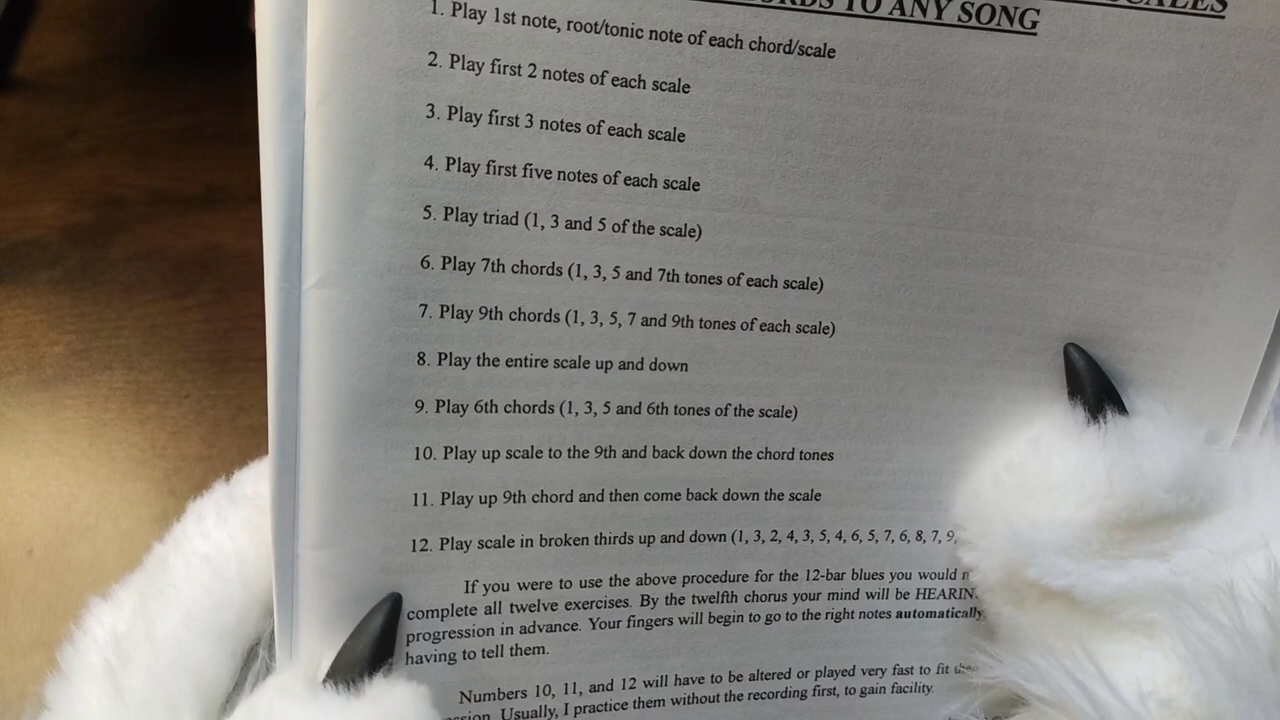 SCALES
TO ANY SONG
1. Play 1st note, root/tonic note of each chord/scale
2. Play first 2 notes of each scale
3. Play first 3 notes of each scale
4. Play first five notes of each scale
5. Play triad (1, 3 and 5 of the scale)
6. Play 7th chords (1, 3, 5 and 7th tones of each scale)
7. Play 9th chords (1, 3, 5, 7 and 9th tones of each scale)
8. Play the entire scale up and down
9. Play 6th chords (1, 3, 5 and 6th tones of the scale)
10. Play up scale to the 9th and back down the chord tones
11. Play up 9th chord and then come back down the scale
12. Play scale in broken thirds up and down (1, 3, 2, 4, 3, 5, 4, 6, 5, 7, 6, 8, 7, 9,
If you were to use the above procedure for the 12-bar blues you would
complete all twelve exercises. By the twelfth chorus your mind will be
progression in advance. Your fingers will begin to go to the right notes automatically,
having to tell them.
Numbers 10, 11, and 12 will have to be altered or played very fast to fit
Usually, I practice them without the recording first, to gain facility.